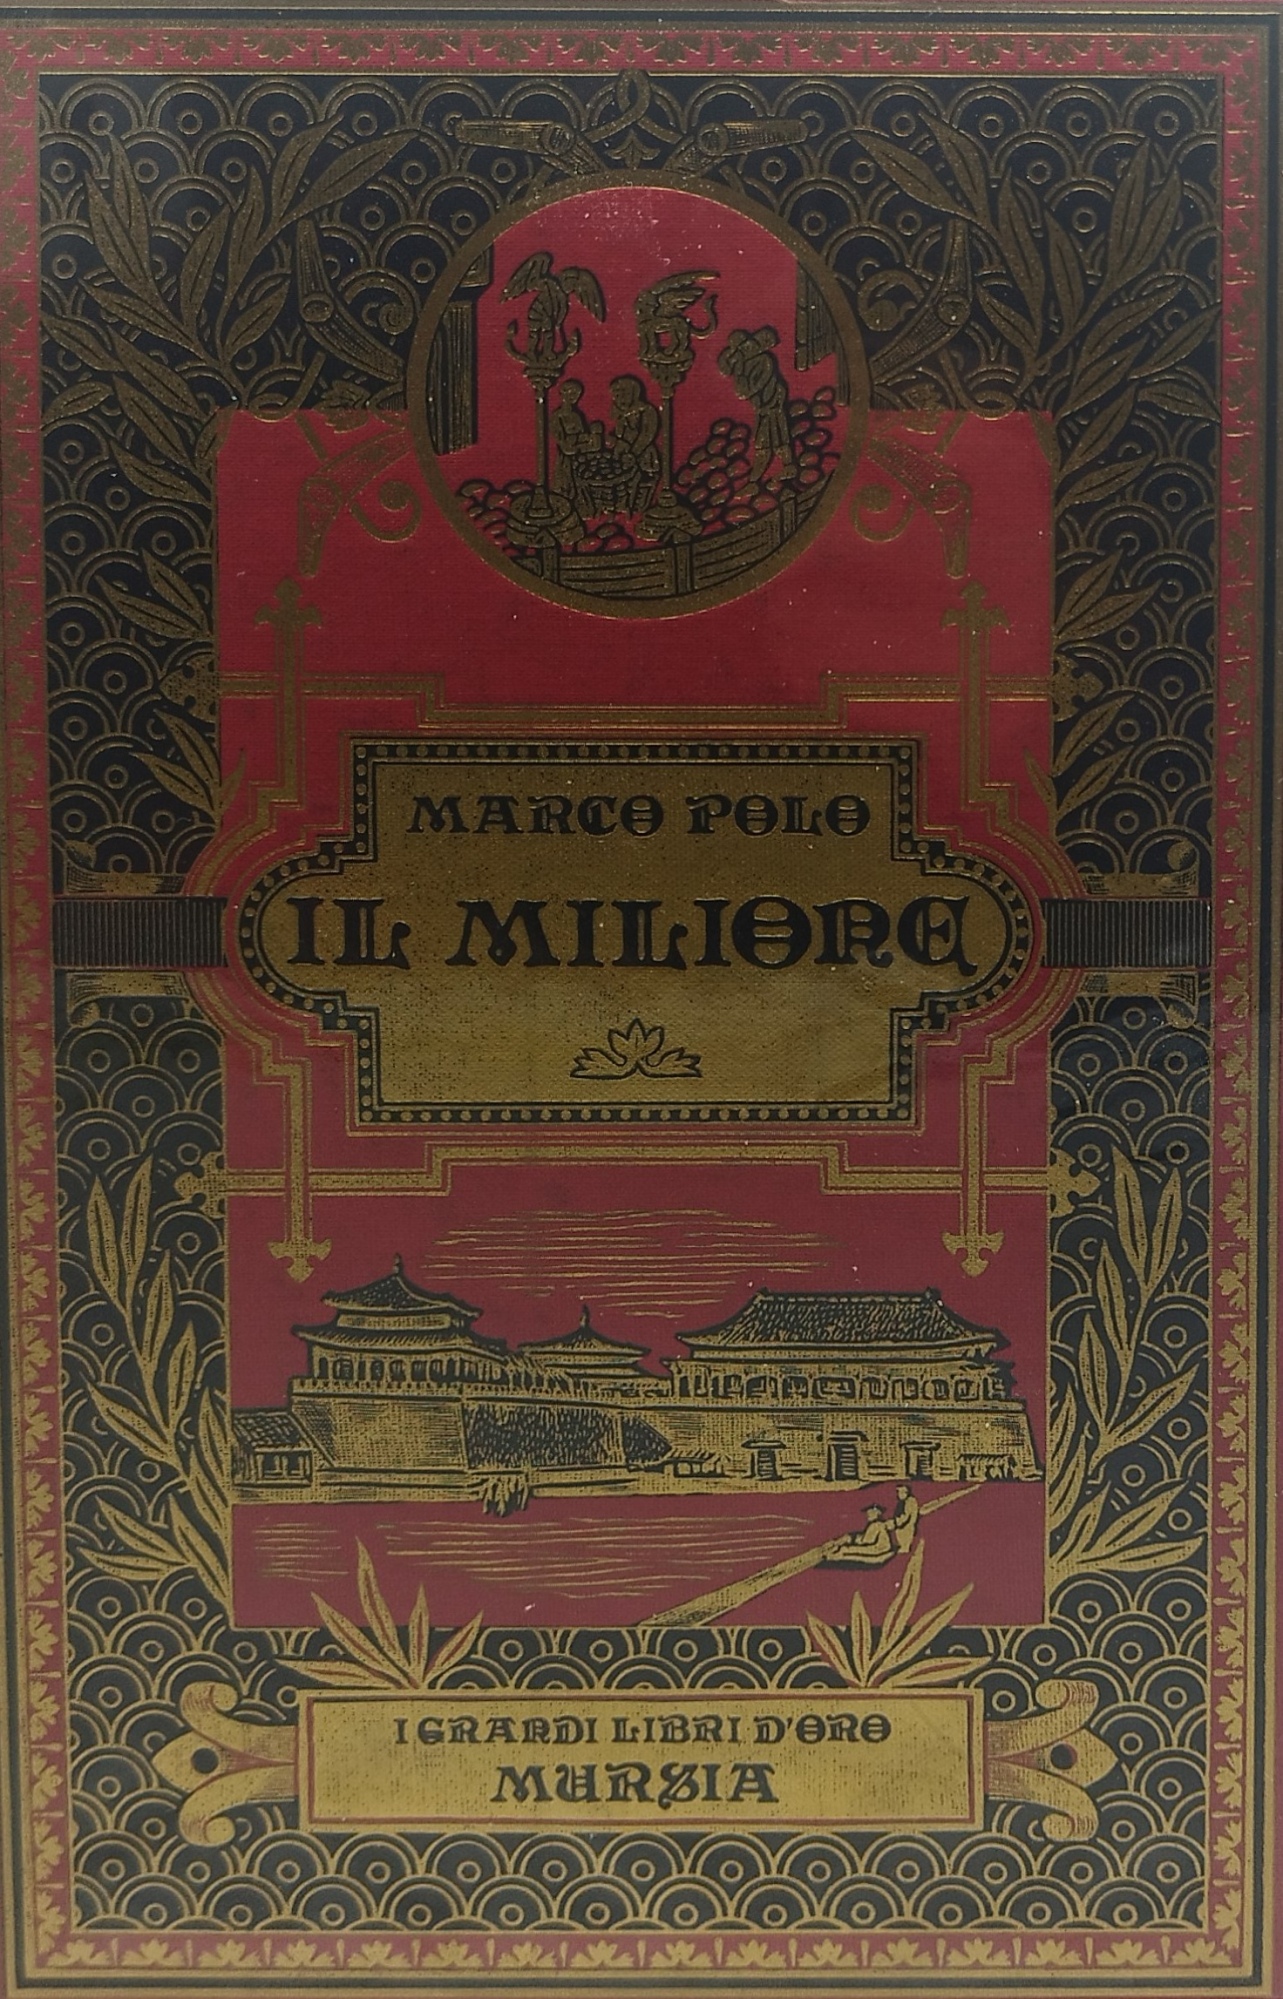 MARCO POLO
IL MILIONE
I GRANDI LIBRI D'ORO
MURSIA